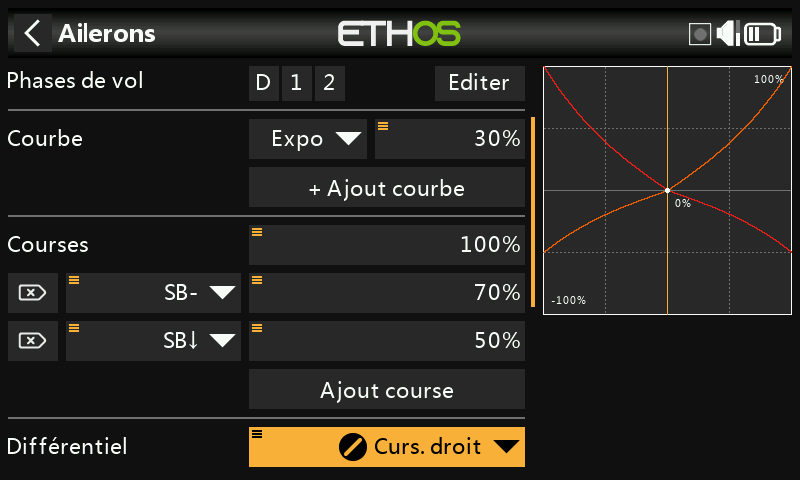 Ailerons
ETHOS
Phases de vol
D 1 2
Editer
Courbe
Expo
30%
+ Ajout courbe
Courses
100%
SB-
70%
SB↓
50%
Ajout course
Différentiel
Curs. droit
100%
0%
-100%